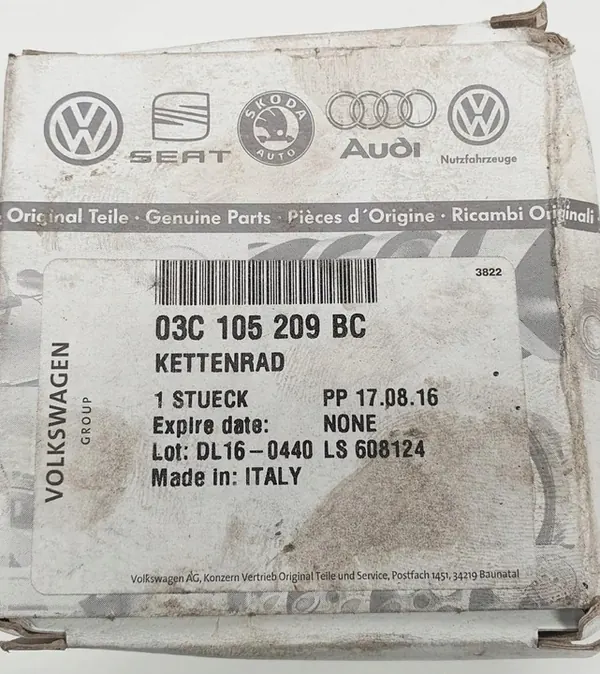 SEAT
ŠKODA
AUTO
Audi
Nutzfahrzeuge
Original Teile · Genuine Parts · Pièces d'Origine · Ricambi Originali
3822
03C 105 209 BC
KETTENRAD
1 STUECK PP 17.08.16
Expire date: NONE
Lot: DL16-0440 LS 608124
Made in: ITALY
VOLKSWAGEN
GROUP
Volkswagen AG, Konzern Vertrieb Original Teile und Service, Postfach 1451, 34219 Baunatal